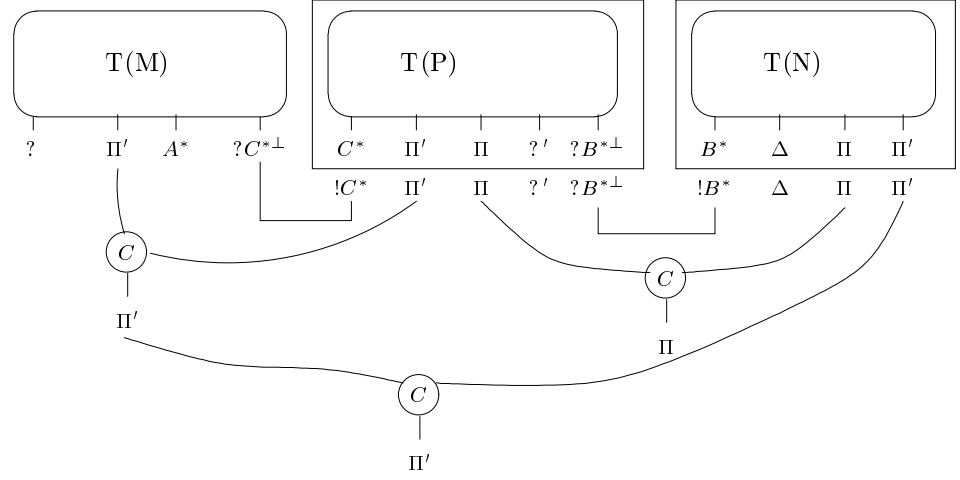 T(M) T(P) T(N)
? Π′ A* ?C*⊥ C* Π′ Π ?′ ?B*⊥ B* Δ Π Π′
!C* Π′ Π ?′ ?B*⊥ !B* Δ Π Π′
C
C
Π′
Π
C
Π′